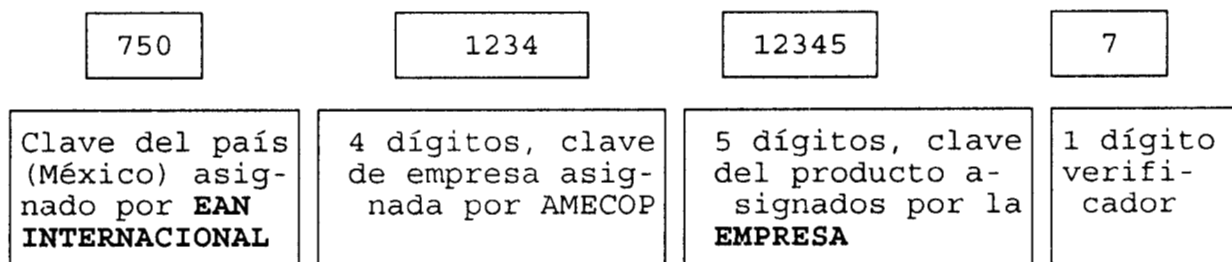 750
1234
12345
7
Clave del país
(México) asig-
nado por EAN
INTERNACIONAL
4 dígitos, clave
de empresa asig-
nada por AMECOP
5 dígitos, clave
del producto a-
signados por la
EMPRESA
1 dígito
verifi-
cador